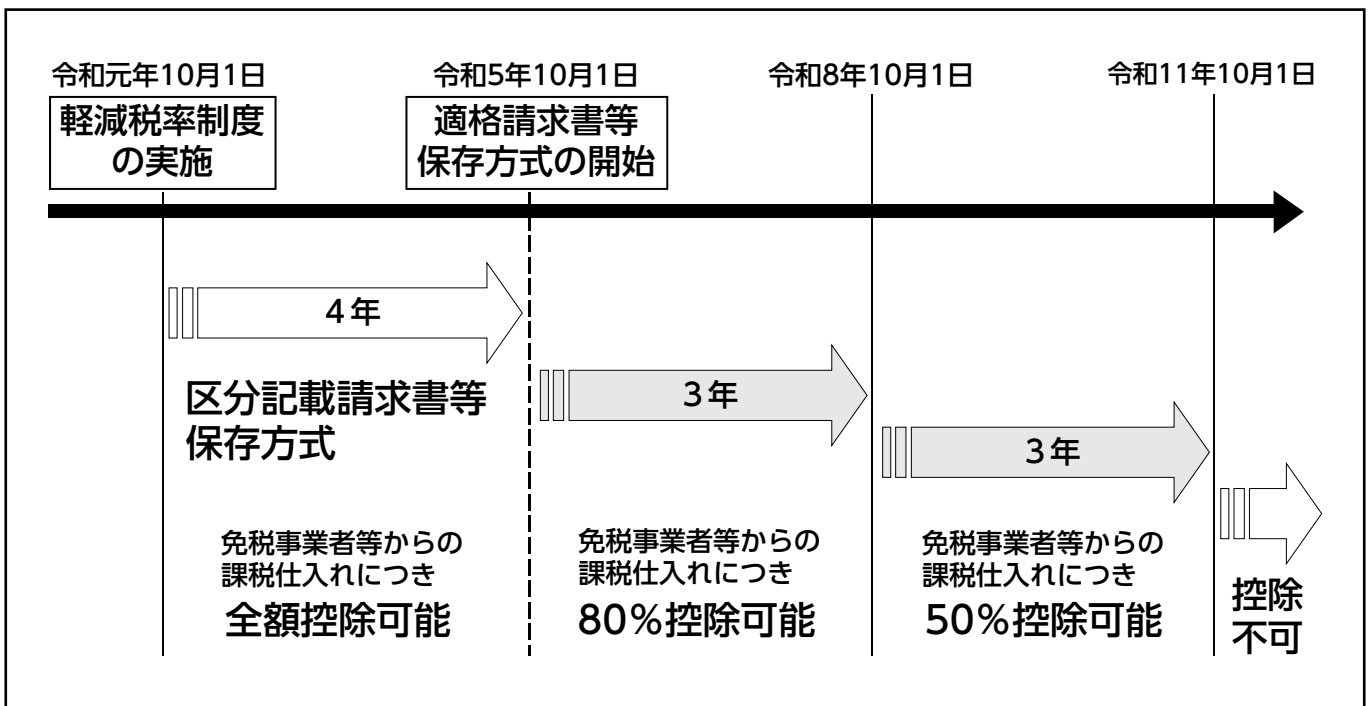 令和元年10月1日
令和5年10月1日
令和8年10月1日
令和11年10月1日
軽減税率制度
の実施
適格請求書等
保存方式の開始
4年
区分記載請求書等
保存方式
3年
3年
免税事業者等からの
課税仕入れにつき
全額控除可能
免税事業者等からの
課税仕入れにつき
80%控除可能
免税事業者等からの
課税仕入れにつき
50%控除可能
控除
不可